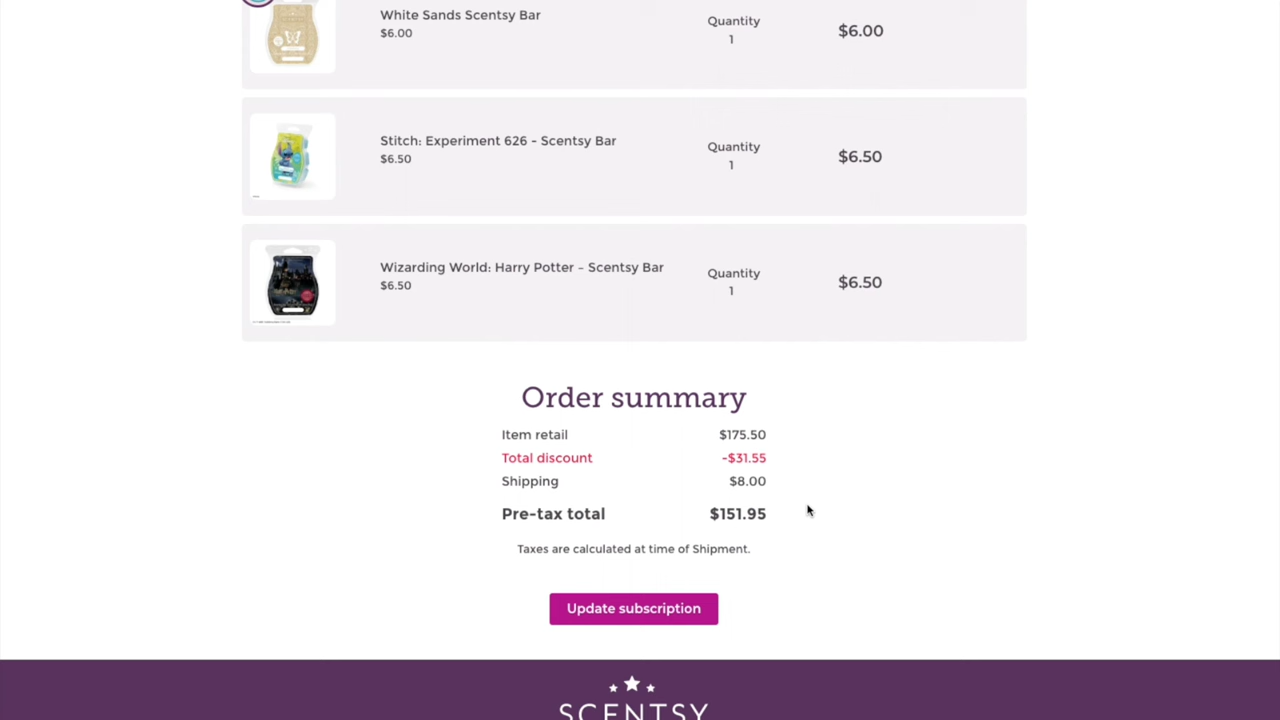 White Sands Scentsy Bar
$6.00
Quantity
1
$6.00
Stitch: Experiment 626 - Scentsy Bar
$6.50
Quantity
1
$6.50
Wizarding World: Harry Potter – Scentsy Bar
$6.50
Quantity
1
$6.50
Order summary
Item retail $175.50
Total discount -$31.55
Shipping $8.00
Pre-tax total $151.95
Taxes are calculated at time of Shipment.
Update subscription
SCENTSY